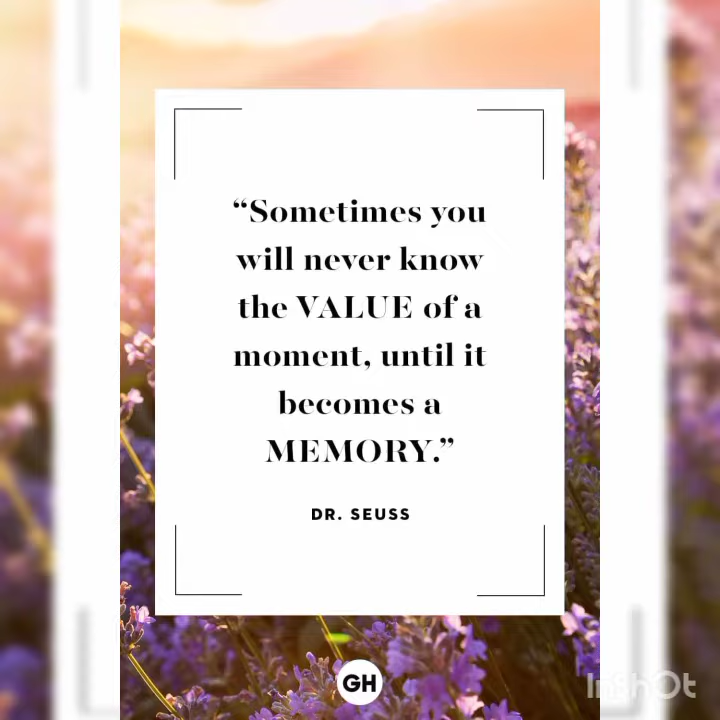 “Sometimes you
will never know
the VALUE of a
moment, until it
becomes a
MEMORY.”
DR. SEUSS
GH
InShOt